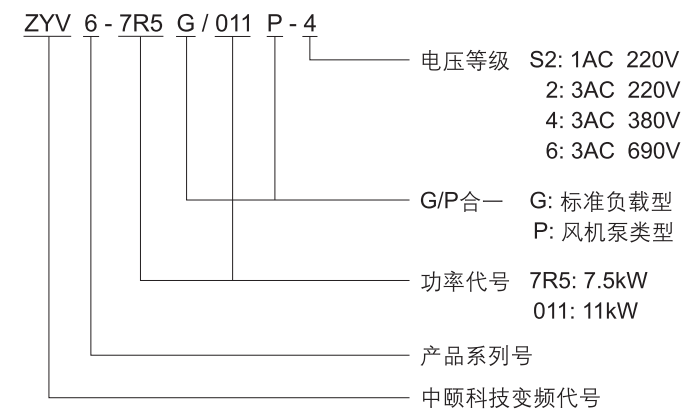 ZYV 6 - 7R5 G / 011 P - 4
电压等级 S2: 1AC 220V
2: 3AC 220V
4: 3AC 380V
6: 3AC 690V
G/P合一 G: 标准负载型
P: 风机泵类型
功率代号 7R5: 7.5kW
011: 11kW
产品系列号
中颐科技变频代号